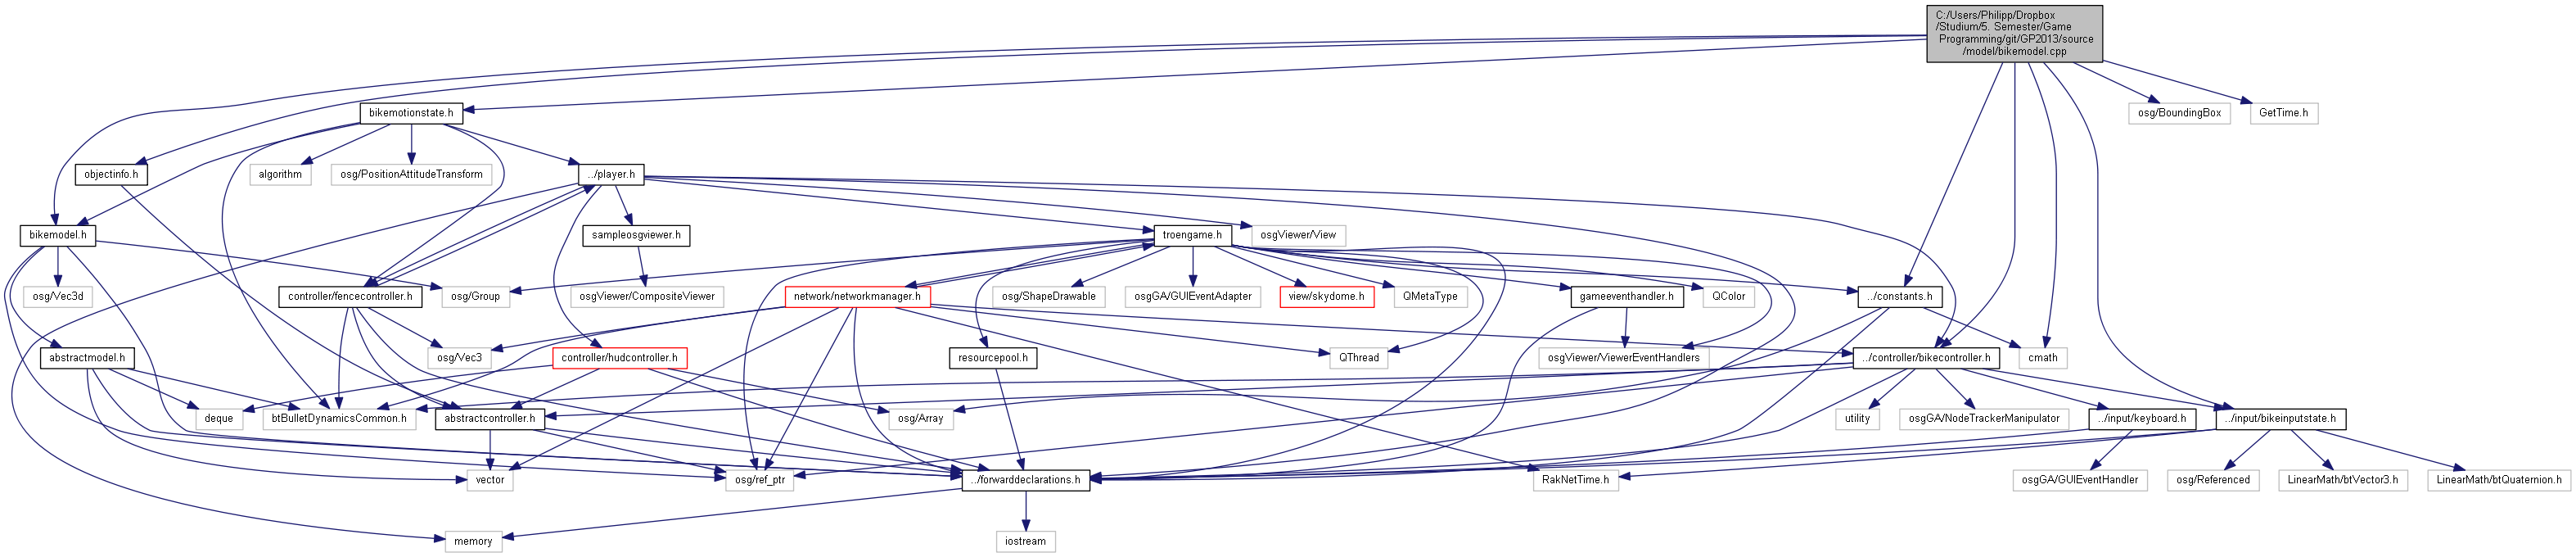 C:/Users/Philipp/Dropbox
/Studium/5. Semester/Game
Programming/git/GP2013/source
/model/bikemodel.cpp
bikemotionstate.h
osg/BoundingBox
GetTime.h
objectinfo.h
algorithm
osg/PositionAttitudeTransform
../player.h
bikemodel.h
sampleosgviewer.h
troengame.h
osgViewer/View
osg/Vec3d
controller/fencecontroller.h
osg/Group
osgViewer/CompositeViewer
network/networkmanager.h
osg/ShapeDrawable
osgGA/GUIEventAdapter
view/skydome.h
QMetaType
gameeventhandler.h
QColor
../constants.h
abstractmodel.h
osg/Vec3
controller/hudcontroller.h
resourcepool.h
QThread
osgViewer/ViewerEventHandlers
../controller/bikecontroller.h
cmath
deque
btBulletDynamicsCommon.h
abstractcontroller.h
osg/Array
utility
osgGA/NodeTrackerManipulator
../input/keyboard.h
../input/bikeinputstate.h
vector
osg/ref_ptr
../forwarddeclarations.h
RakNetTime.h
osgGA/GUIEventHandler
osg/Referenced
LinearMath/btVector3.h
LinearMath/btQuaternion.h
memory
iostream